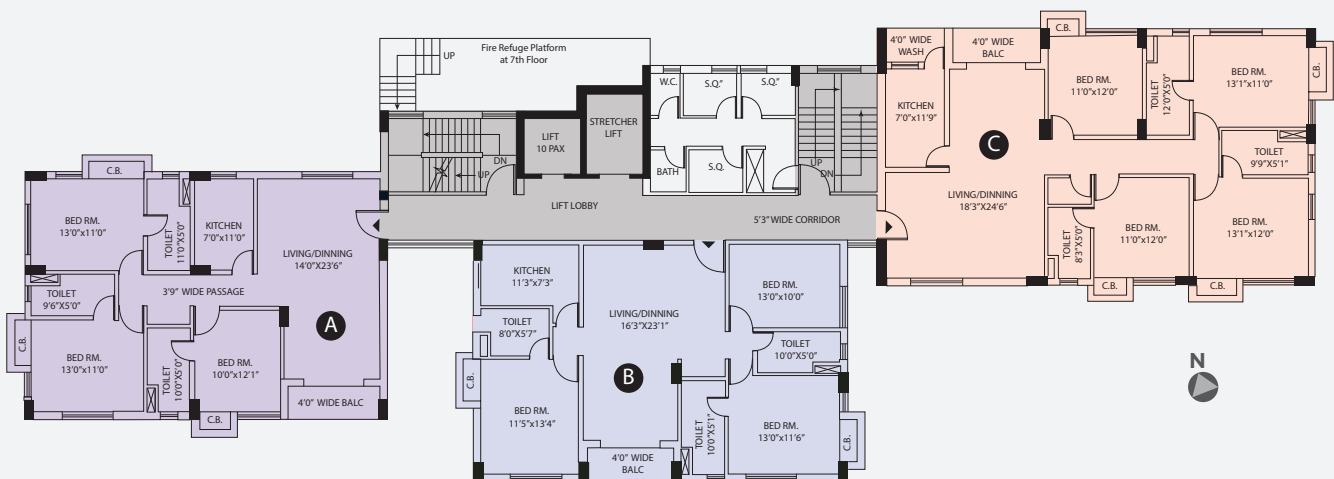 Fire Refuge Platform
at 7th Floor
UP
DN
UP
LIFT
10 PAX
STRETCHER
LIFT
W.C.
S.Q."
S.Q."
BATH
S.Q.
UP
DN
LIFT LOBBY
5'3" WIDE CORRIDOR
C.B.
BED RM.
13'0"x11'0"
TOILET
11'0"X5'0"
KITCHEN
7'0"x11'0"
LIVING/DINNING
14'0"X23'6"
TOILET
9'6"X5'0"
3'9" WIDE PASSAGE
A
C.B.
BED RM.
13'0"x11'0"
TOILET
10'0"X5'0"
BED RM.
10'0"x12'1"
4'0" WIDE BALC
C.B.
KITCHEN
11'3"x7'3"
LIVING/DINNING
16'3"X23'1"
BED RM.
13'0"x10'0"
TOILET
8'0"X5'7"
TOILET
10'0"X5'0"
B
C.B.
BED RM.
11'5"x13'4"
4'0" WIDE
BALC
TOILET
10'0"X5'1"
BED RM.
13'0"x11'6"
C.B.
4'0" WIDE
WASH
4'0" WIDE
BALC
C.B.
BED RM.
11'0"x12'0"
TOILET
12'0"X5'0"
BED RM.
13'1"x11'0"
C.B.
KITCHEN
7'0"x11'9"
C
TOILET
9'9"X5'1"
LIVING/DINNING
18'3"X24'6"
TOILET
8'3"X5'0"
BED RM.
11'0"x12'0"
BED RM.
13'1"x12'0"
C.B.
C.B.
N